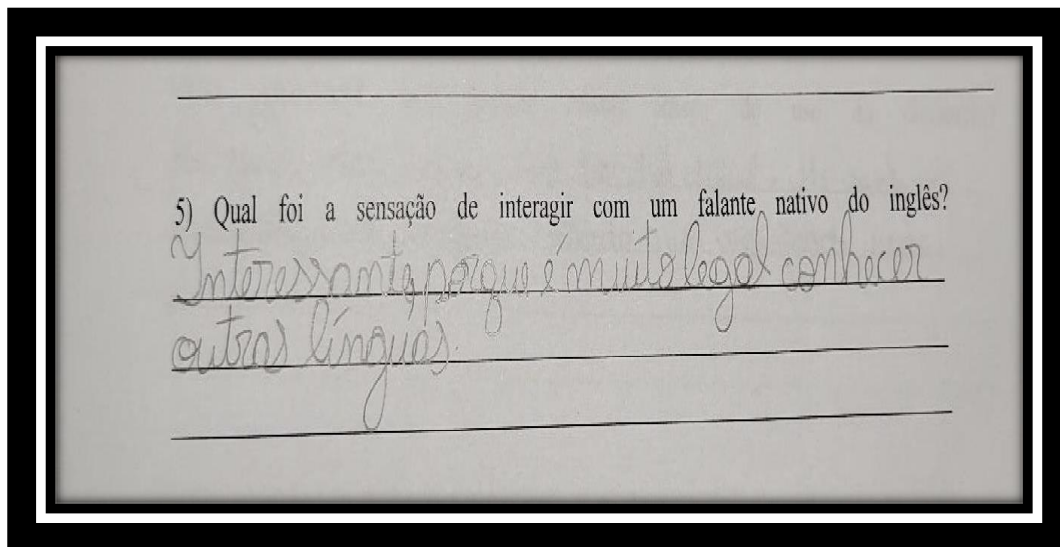 5) Qual foi a sensação de interagir com um falante nativo do inglês?
Interessante, porque é muito legal conhecer
outras línguas.